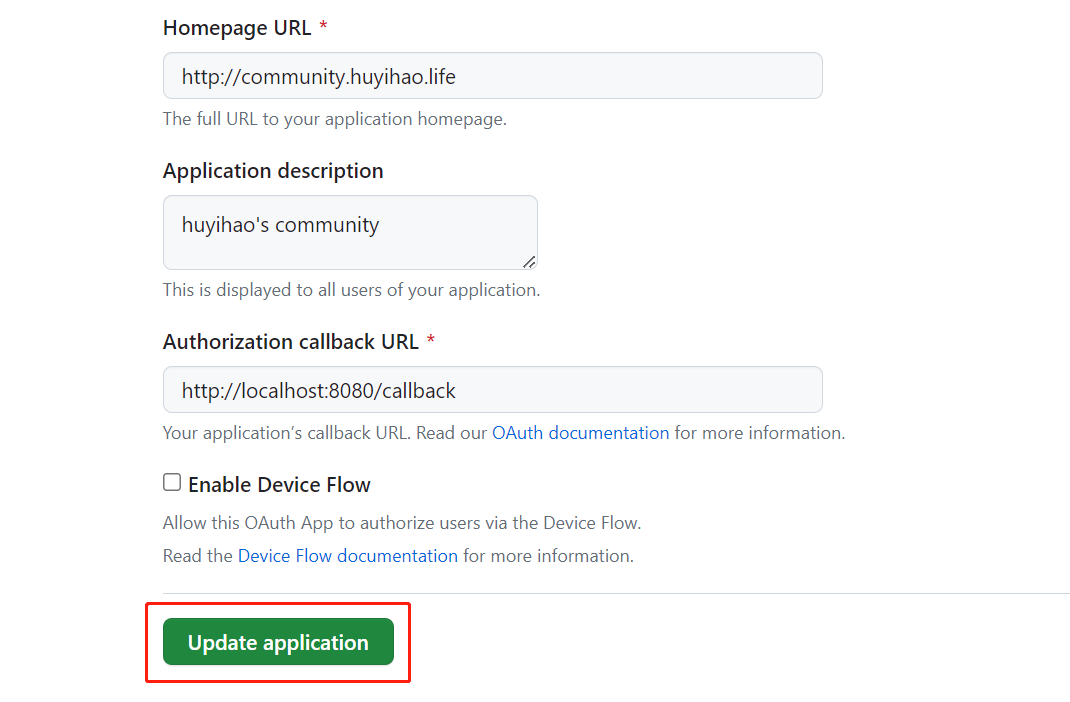 Homepage URL *
http://community.huyihao.life
The full URL to your application homepage.
Application description
huyihao's community
This is displayed to all users of your application.
Authorization callback URL *
http://localhost:8080/callback
Your application’s callback URL. Read our OAuth documentation for more information.
Enable Device Flow
Allow this OAuth App to authorize users via the Device Flow.
Read the Device Flow documentation for more information.
Update application